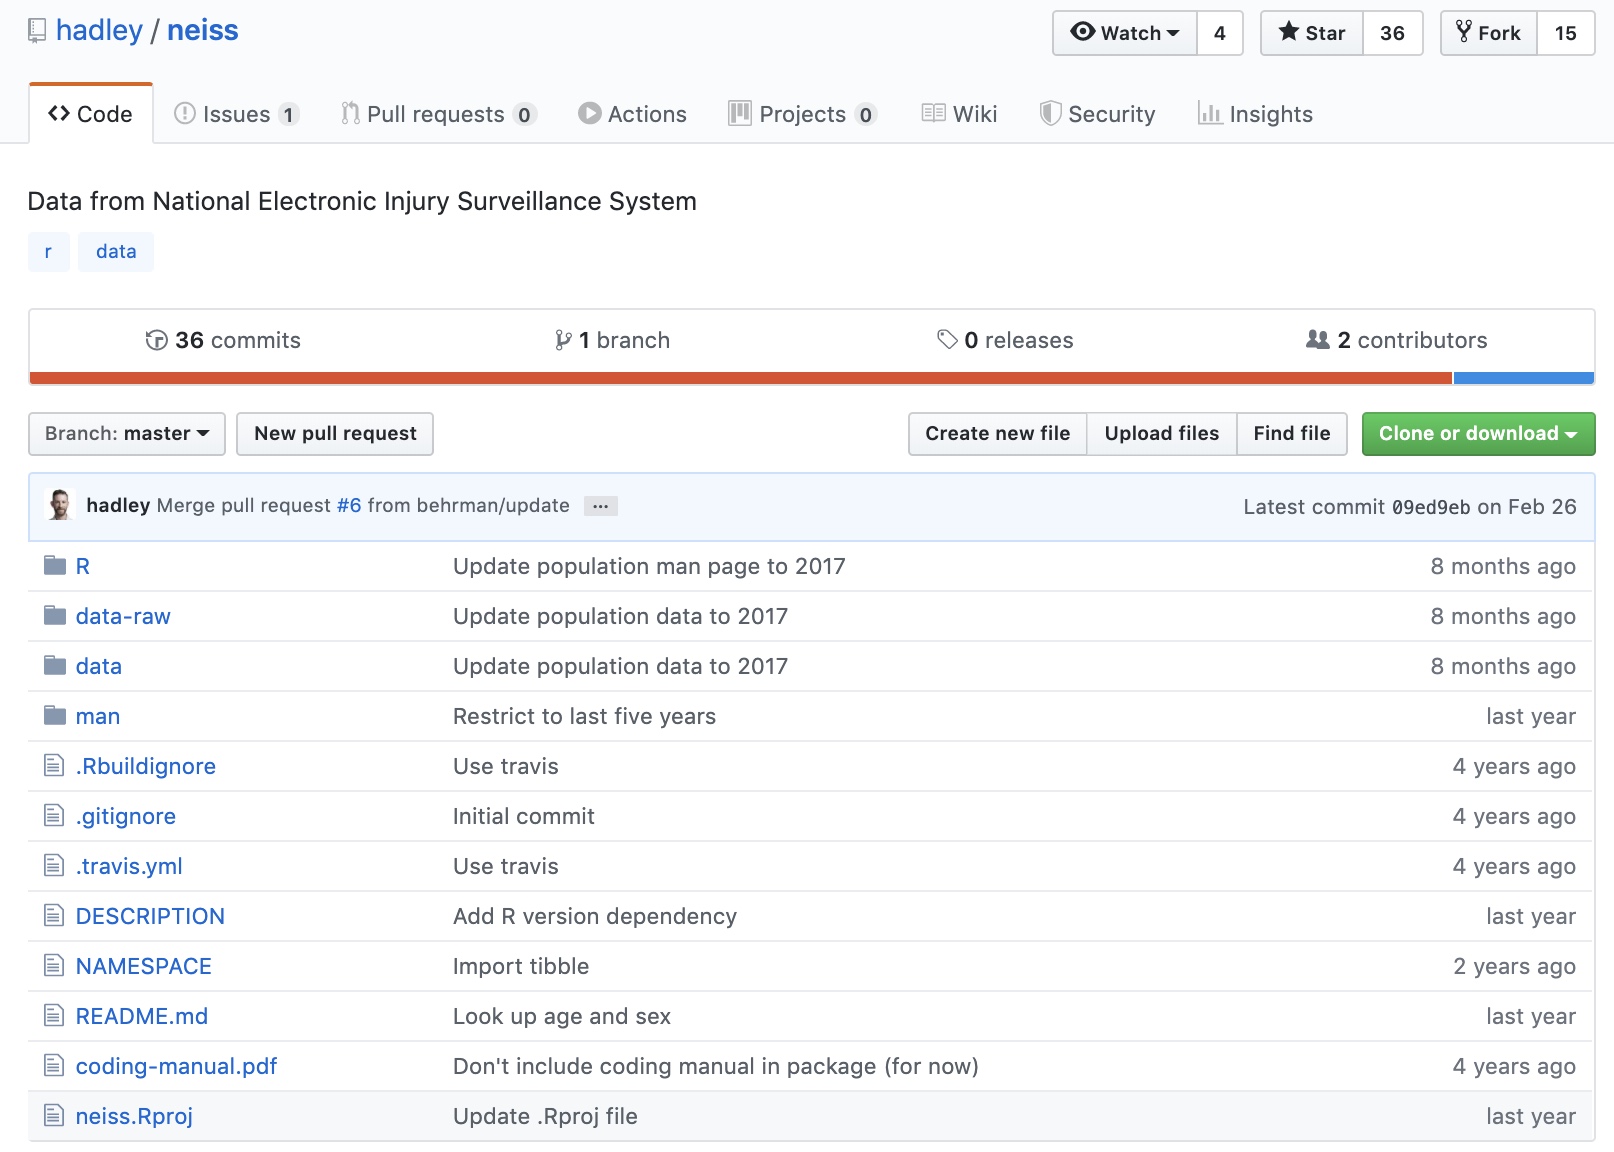 hadley / neiss
Watch 4 Star 36 Fork 15
Code Issues 1 Pull requests 0 Actions Projects 0 Wiki Security Insights
Data from National Electronic Injury Surveillance System
r data
36 commits 1 branch 0 releases 2 contributors
Branch: master New pull request Create new file Upload files Find file Clone or download
hadley Merge pull request #6 from behrman/update ... Latest commit 09ed9eb on Feb 26
R Update population man page to 2017 8 months ago
data-raw Update population data to 2017 8 months ago
data Update population data to 2017 8 months ago
man Restrict to last five years last year
.Rbuildignore Use travis 4 years ago
.gitignore Initial commit 4 years ago
.travis.yml Use travis 4 years ago
DESCRIPTION Add R version dependency last year
NAMESPACE Import tibble 2 years ago
README.md Look up age and sex last year
coding-manual.pdf Don't include coding manual in package (for now) 4 years ago
neiss.Rproj Update .Rproj file last year